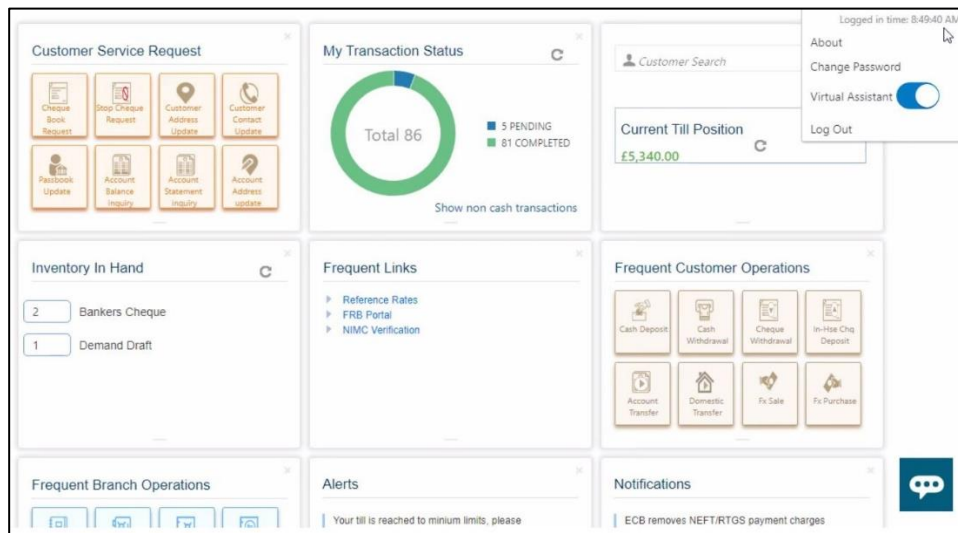 Logged in time: 8:49:40 AM
About
Change Password
Virtual Assistant
Log Out
Customer Service Request
Cheque
Book
Request
Stop Cheque
Request
Customer
Address
Update
Customer
Contact
Update
Passbook
Update
Account
Balance
Inquiry
Account
Statement
inquiry
Account
Address
update
My Transaction Status
Total 86
5 PENDING
81 COMPLETED
Show non cash transactions
Customer Search
Current Till Position
£5,340.00
Inventory In Hand
2 Bankers Cheque
1 Demand Draft
Frequent Links
Reference Rates
FRB Portal
NIMC Verification
Frequent Customer Operations
Cash Deposit
Cash
Withdrawal
Cheque
Withdrawal
In-Hse Chq
Deposit
Account
Transfer
Domestic
Transfer
Fx Sale
Fx Purchase
Frequent Branch Operations
Alerts
Your till is reached to minium limits, please
Notifications
ECB removes NEFT/RTGS payment charges